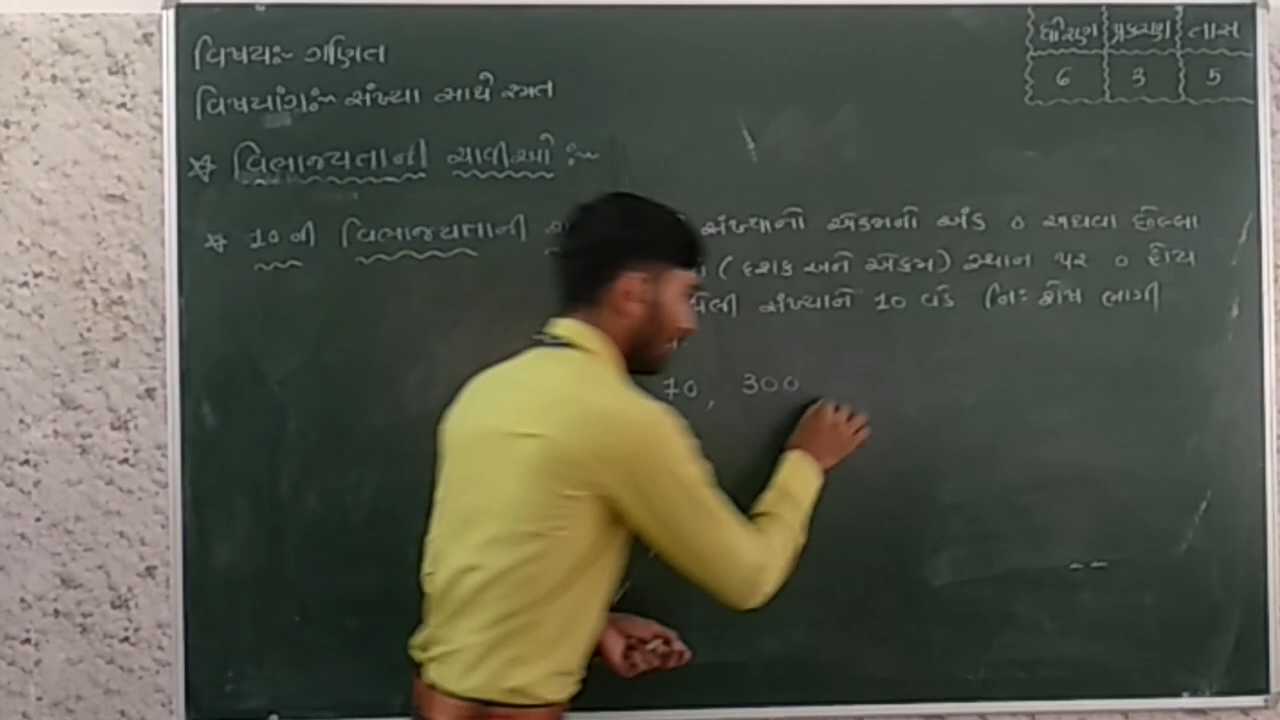 વિષયઃ- ગણિત
વિષયાંગઃ- સંખ્યા સાથે રમત
ધોરણ પ્રકરણ તાસ
6 3 5
* વિભાજ્યતાની ચાવીઓ :-
* 10 ની વિભાજ્યતાની સંખ્યાનો એકમનો અંક 0 અથવા છેલ્લા
(દશક અને એકમ) સ્થાન પર 0 હોય
સંખ્યાને 10 વડે નિઃશેષ ભાગી
70, 300